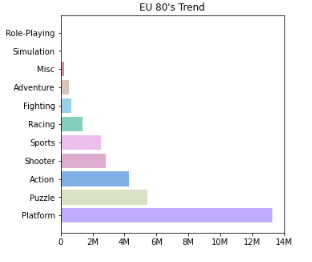 EU 80's Trend
Role-Playing
Simulation
Misc
Adventure
Fighting
Racing
Sports
Shooter
Action
Puzzle
Platform
0 2M 4M 6M 8M 10M 12M 14M